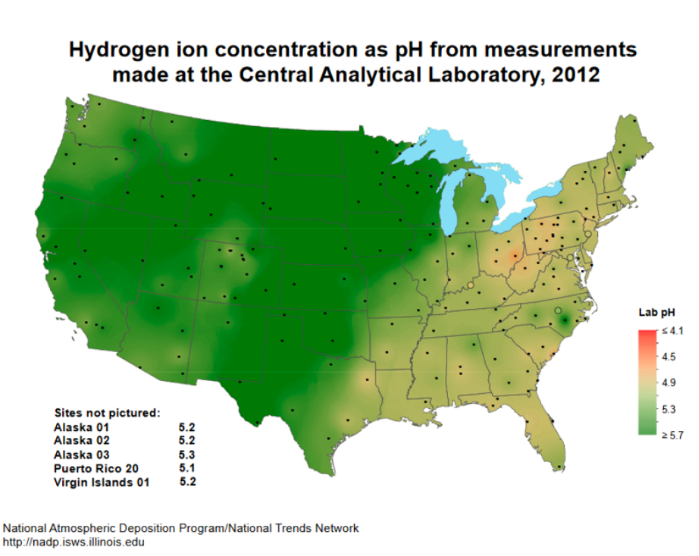 Hydrogen ion concentration as pH from measurements
made at the Central Analytical Laboratory, 2012
Lab pH
≤ 4.1
4.5
4.9
5.3
≥ 5.7
Sites not pictured:
Alaska 01 5.2
Alaska 02 5.2
Alaska 03 5.3
Puerto Rico 20 5.1
Virgin Islands 01 5.2
National Atmospheric Deposition Program/National Trends Network
http://nadp.isws.illinois.edu